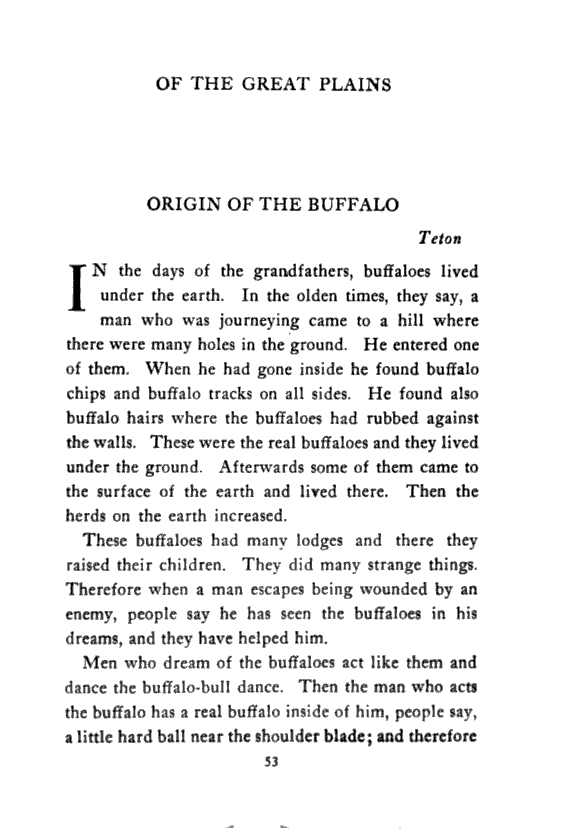 OF THE GREAT PLAINS
ORIGIN OF THE BUFFALO
Teton
IN the days of the grandfathers, buffaloes lived
under the earth. In the olden times, they say, a
man who was journeying came to a hill where
there were many holes in the ground. He entered one
of them. When he had gone inside he found buffalo
chips and buffalo tracks on all sides. He found also
buffalo hairs where the buffaloes had rubbed against
the walls. These were the real buffaloes and they lived
under the ground. Afterwards some of them came to
the surface of the earth and lived there. Then the
herds on the earth increased.
These buffaloes had many lodges and there they
raised their children. They did many strange things.
Therefore when a man escapes being wounded by an
enemy, people say he has seen the buffaloes in his
dreams, and they have helped him.
Men who dream of the buffaloes act like them and
dance the buffalo-bull dance. Then the man who acts
the buffalo has a real buffalo inside of him, people say,
a little hard ball near the shoulder blade; and therefore
53